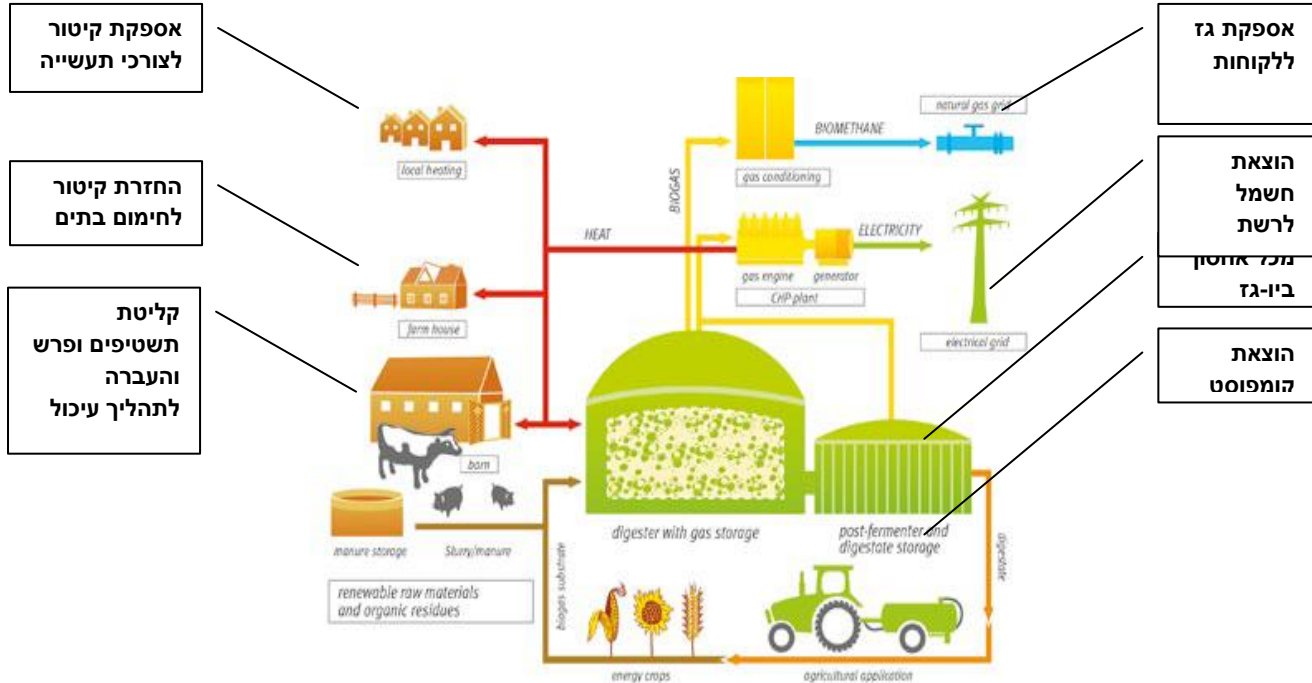 אספקת קיטור
לצורכי תעשייה
החזרת קיטור
לחימום בתים
קליטת
תשטיפים ופרש
והעברה
לתהליך עיכול
אספקת גז
ללקוחות
הוצאת
חשמל
לרשת
מכל אחסון
ביו-גז
הוצאת
קומפוסט
local heating
farm house
barn
HEAT
BIOGAS
gas conditioning
BIOMETHANE
natural gas grid
gas engine
generator
CHP plant
ELECTRICITY
electrical grid
manure storage
Slurry/manure
renewable raw materials
and organic residues
biogas substrate
digester with gas storage
post-fermenter and
digestate storage
digestate
energy crops
agricultural application